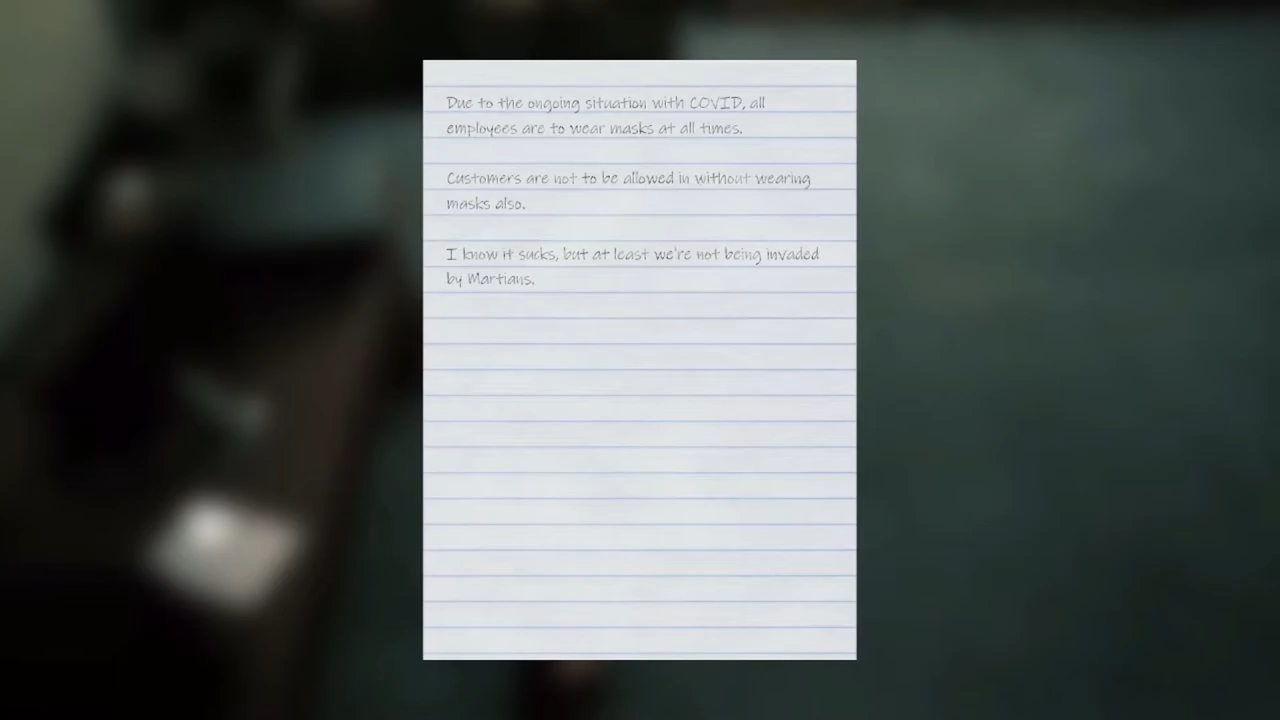 Due to the ongoing situation with COVID, all
employees are to wear masks at all times.
Customers are not to be allowed in without wearing
masks also.
I know it sucks, but at least we're not being invaded
by Martians.